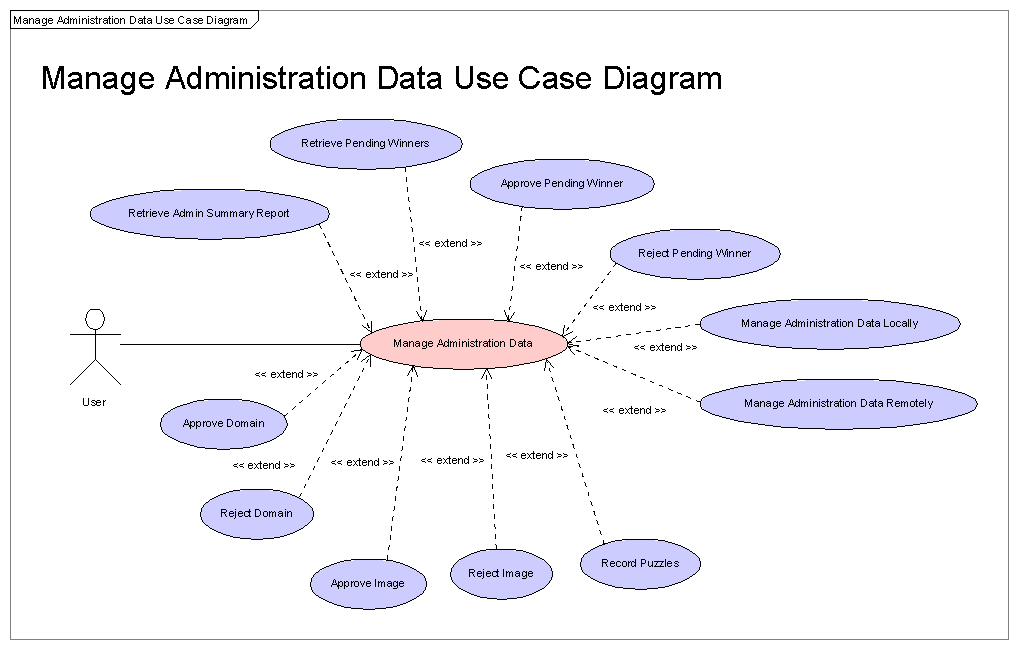 Manage Administration Data Use Case Diagram
Manage Administration Data Use Case Diagram
Retrieve Pending Winners
Approve Pending Winner
Retrieve Admin Summary Report
<< extend >>
Reject Pending Winner
<< extend >>
<< extend >>
<< extend >>
Manage Administration Data Locally
Manage Administration Data
<< extend >>
<< extend >>
User
Manage Administration Data Remotely
<< extend >>
Approve Domain
<< extend >>
<< extend >>
<< extend >>
<< extend >>
Reject Domain
Approve Image
Reject Image
Record Puzzles
<< extend >>